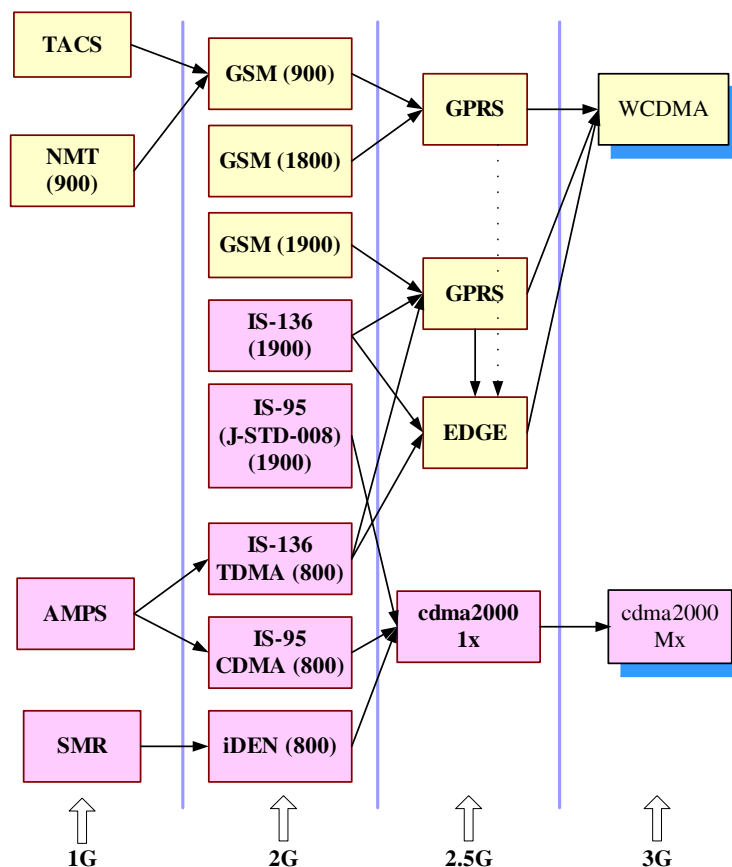 TACS
NMT
(900)
AMPS
SMR
1G
GSM (900)
GSM (1800)
GSM (1900)
IS-136
(1900)
IS-95
(J-STD-008)
(1900)
IS-136
TDMA (800)
IS-95
CDMA (800)
iDEN (800)
2G
GPRS
GPRS
EDGE
cdma2000
1x
2.5G
WCDMA
cdma2000
Mx
3G